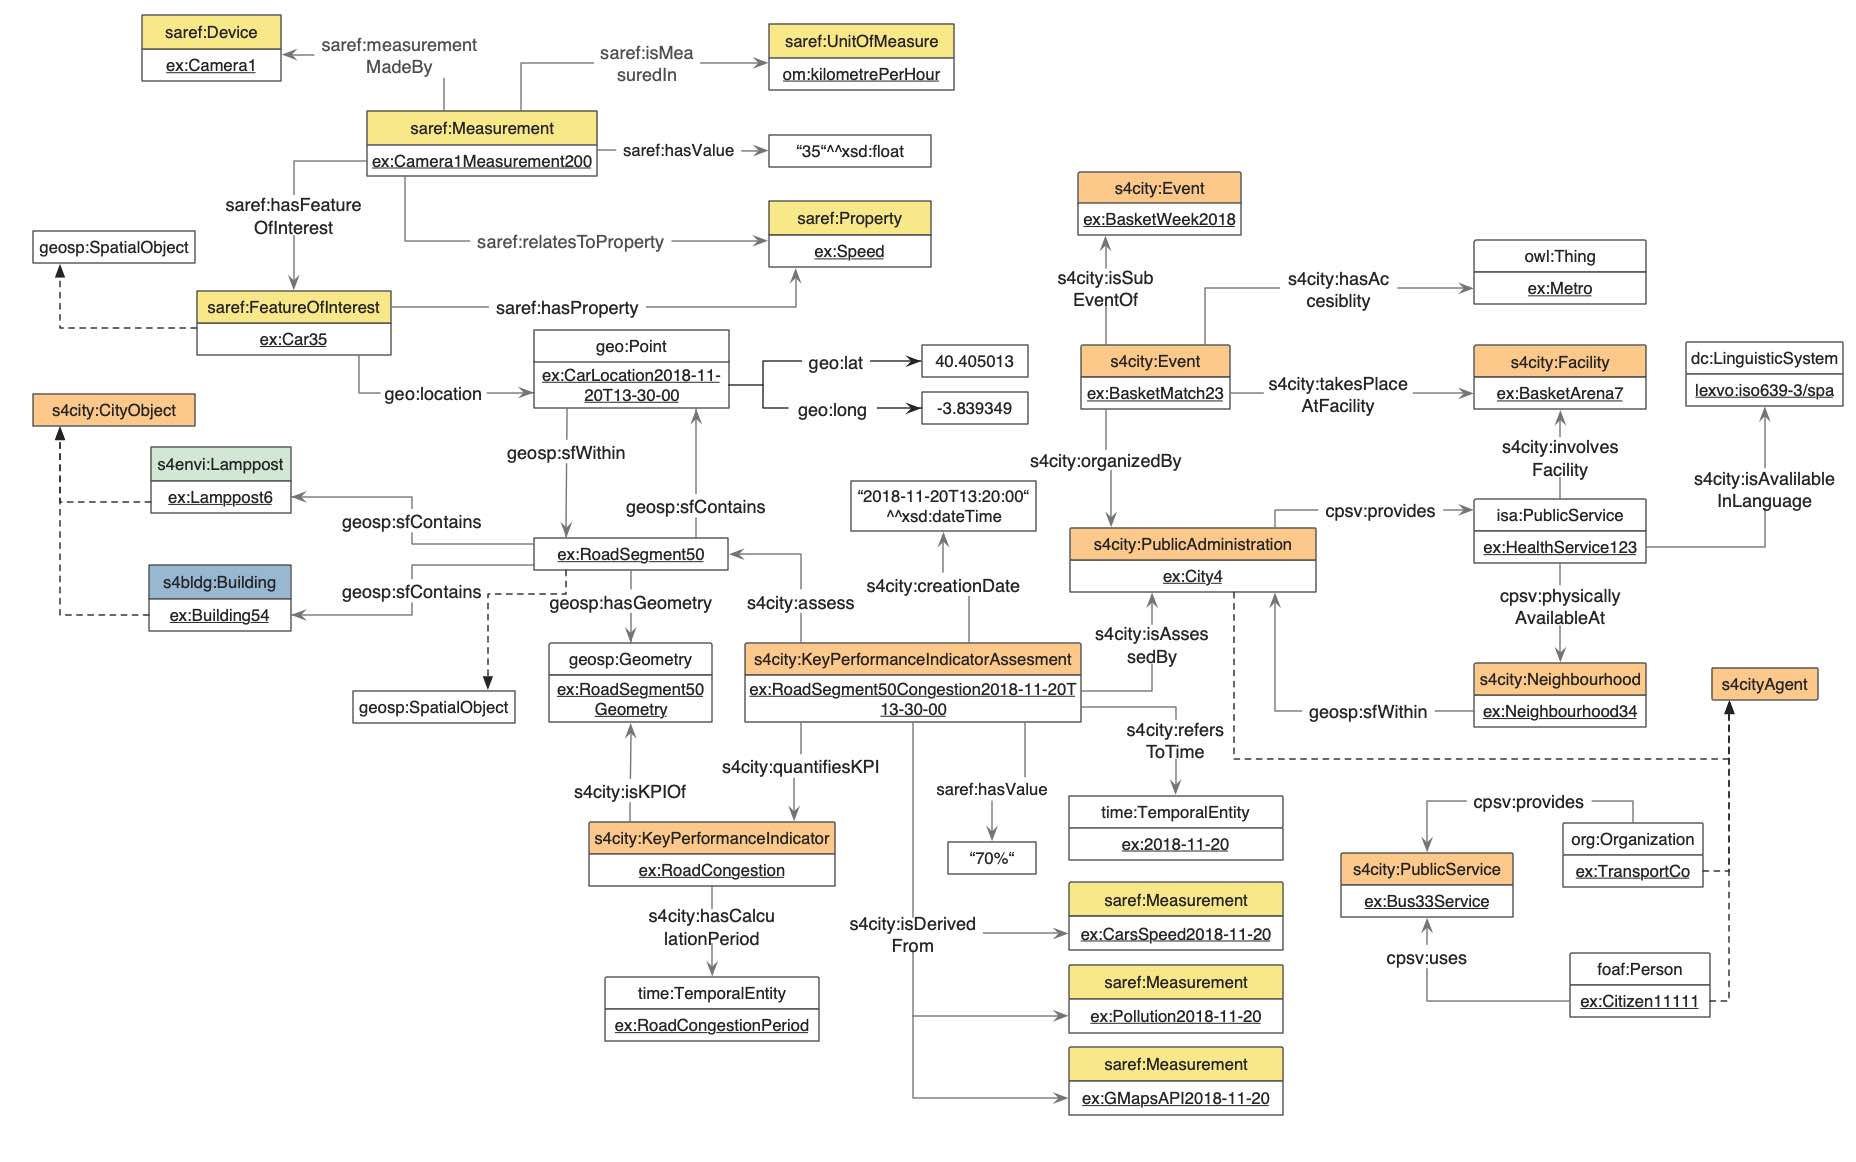 saref:Device
ex:Camera1
saref:measurement
MadeBy
saref:isMea
suredIn
saref:UnitOfMeasure
om:kilometrePerHour
saref:Measurement
ex:Camera1Measurement200
saref:hasValue
“35“^^xsd:float
saref:hasFeature
OfInterest
saref:relatesToProperty
saref:Property
ex:Speed
geosp:SpatialObject
saref:FeatureOfInterest
ex:Car35
saref:hasProperty
geo:location
geo:Point
ex:CarLocation2018-11-
20T13-30-00
geo:lat
40.405013
geo:long
-3.839349
s4city:CityObject
s4envi:Lamppost
ex:Lamppost6
geosp:sfContains
s4bldg:Building
ex:Building54
geosp:sfContains
geosp:sfWithin
geosp:sfContains
ex:RoadSegment50
geosp:hasGeometry
geosp:Geometry
ex:RoadSegment50
Geometry
geosp:SpatialObject
s4city:isKPIOf
s4city:assess
“2018-11-20T13:20:00“
^^xsd:dateTime
s4city:creationDate
s4city:KeyPerformanceIndicatorAssesment
ex:RoadSegment50Congestion2018-11-20T
13-30-00
s4city:quantifiesKPI
s4city:KeyPerformanceIndicator
ex:RoadCongestion
s4city:hasCalcu
lationPeriod
time:TemporalEntity
ex:RoadCongestionPeriod
saref:hasValue
“70%“
s4city:isDerived
From
s4city:isAsses
sedBy
s4city:refers
ToTime
time:TemporalEntity
ex:2018-11-20
saref:Measurement
ex:CarsSpeed2018-11-20
saref:Measurement
ex:Pollution2018-11-20
saref:Measurement
ex:GMapsAPI2018-11-20
s4city:Event
ex:BasketWeek2018
s4city:isSub
EventOf
s4city:hasAc
cesiblity
owl:Thing
ex:Metro
s4city:Event
ex:BasketMatch23
s4city:takesPlace
AtFacility
s4city:Facility
ex:BasketArena7
dc:LinguisticSystem
lexvo:iso639-3/spa
s4city:organizedBy
s4city:involves
Facility
s4city:isAvalilable
InLanguage
s4city:PublicAdministration
ex:City4
cpsv:provides
isa:PublicService
ex:HealthService123
cpsv:physically
AvailableAt
s4city:Neighbourhood
ex:Neighbourhood34
geosp:sfWithin
s4cityAgent
cpsv:provides
org:Organization
ex:TransportCo
s4city:PublicService
ex:Bus33Service
cpsv:uses
foaf:Person
ex:Citizen11111